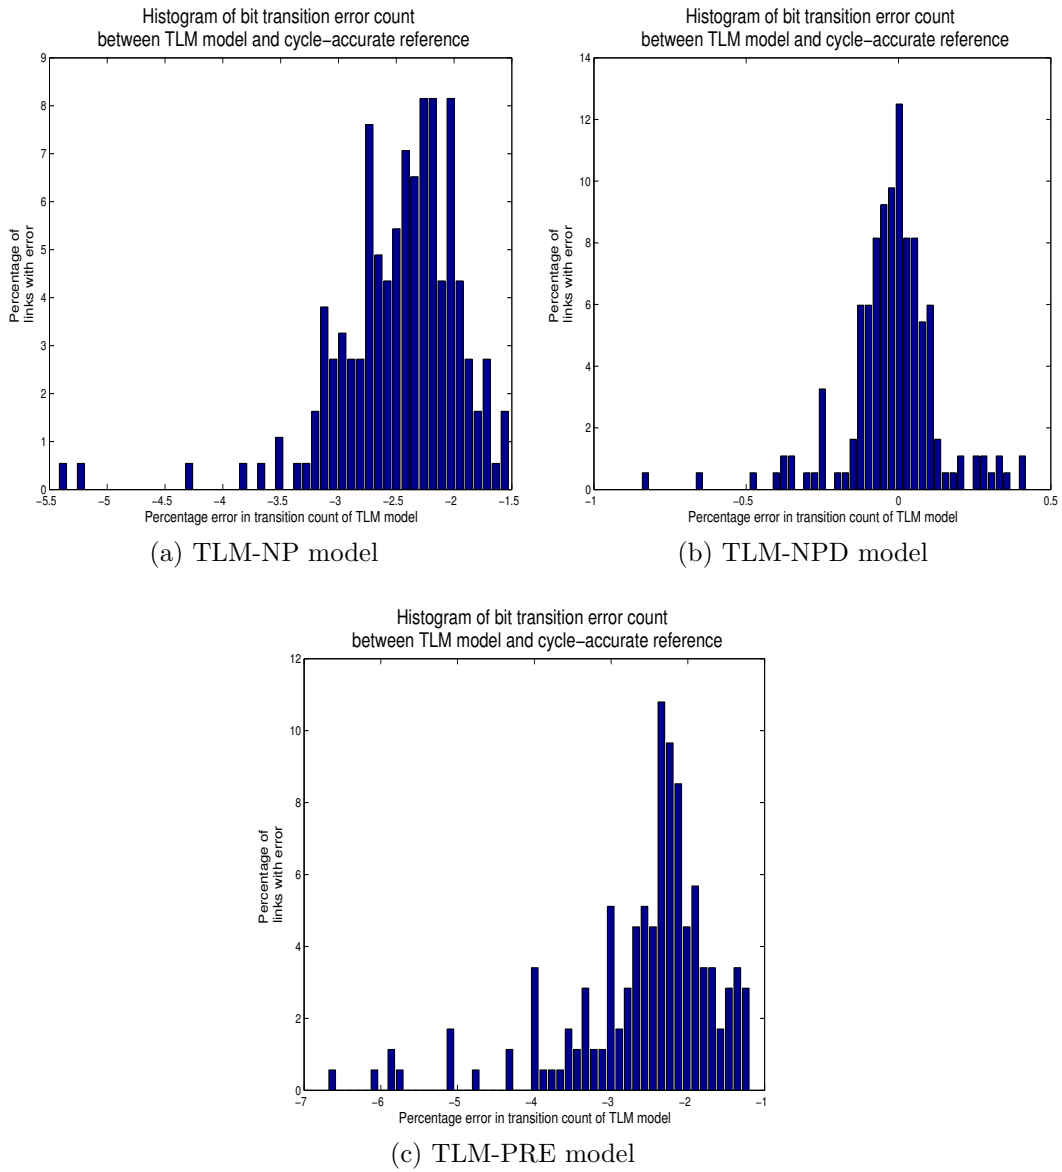 Histogram of bit transition error count
between TLM model and cycle−accurate reference
9
8
7
6
5
4
3
2
1
0
Percentage of
links with error
−5.5 −5 −4.5 −4 −3.5 −3 −2.5 −2 −1.5
Percentage error in transition count of TLM model
(a) TLM-NP model
Histogram of bit transition error count
between TLM model and cycle−accurate reference
14
12
10
8
6
4
2
0
Percentage of
links with error
−1 −0.5 0 0.5
Percentage error in transition count of TLM model
(b) TLM-NPD model
Histogram of bit transition error count
between TLM model and cycle−accurate reference
12
10
8
6
4
2
0
Percentage of
links with error
−7 −6 −5 −4 −3 −2 −1
Percentage error in transition count of TLM model
(c) TLM-PRE model